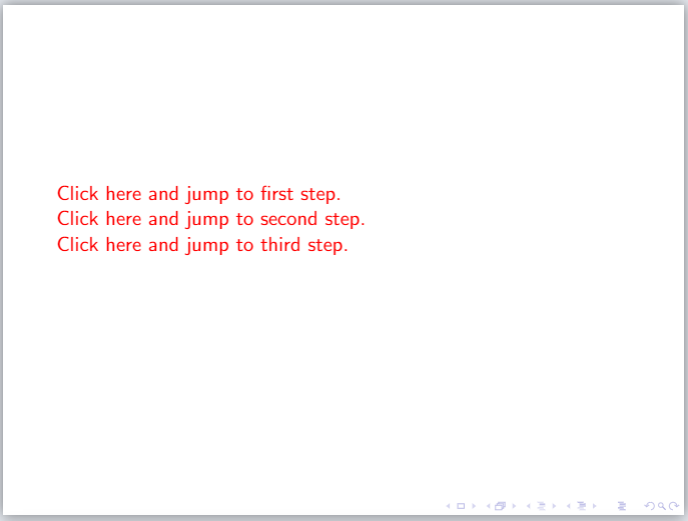 Click here and jump to first step.
Click here and jump to second step.
Click here and jump to third step.